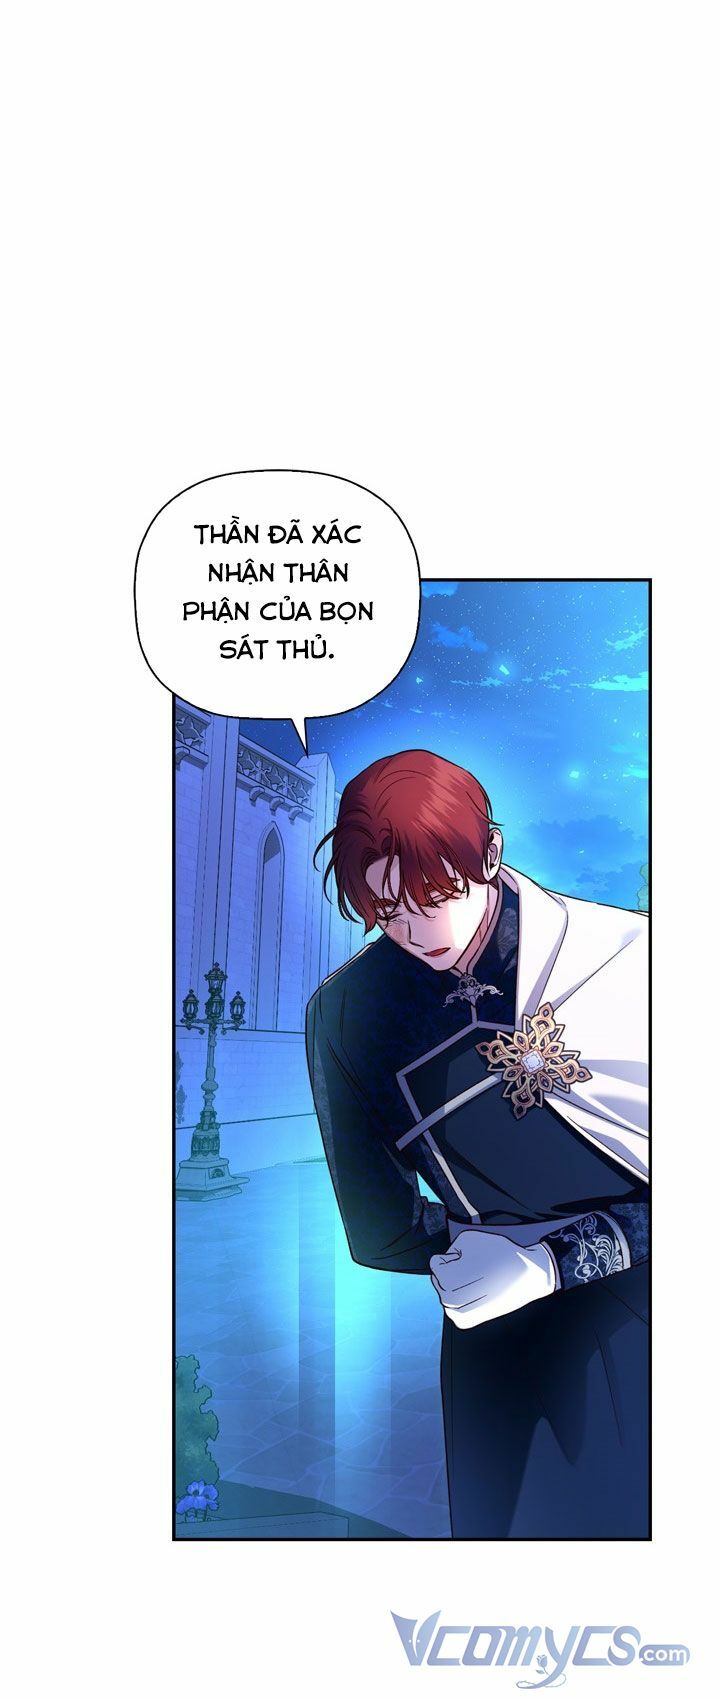 THẦN ĐÃ XÁC
NHẬN THÂN
PHẬN CỦA BỌN
SÁT THỦ.
VCOMYCS.com